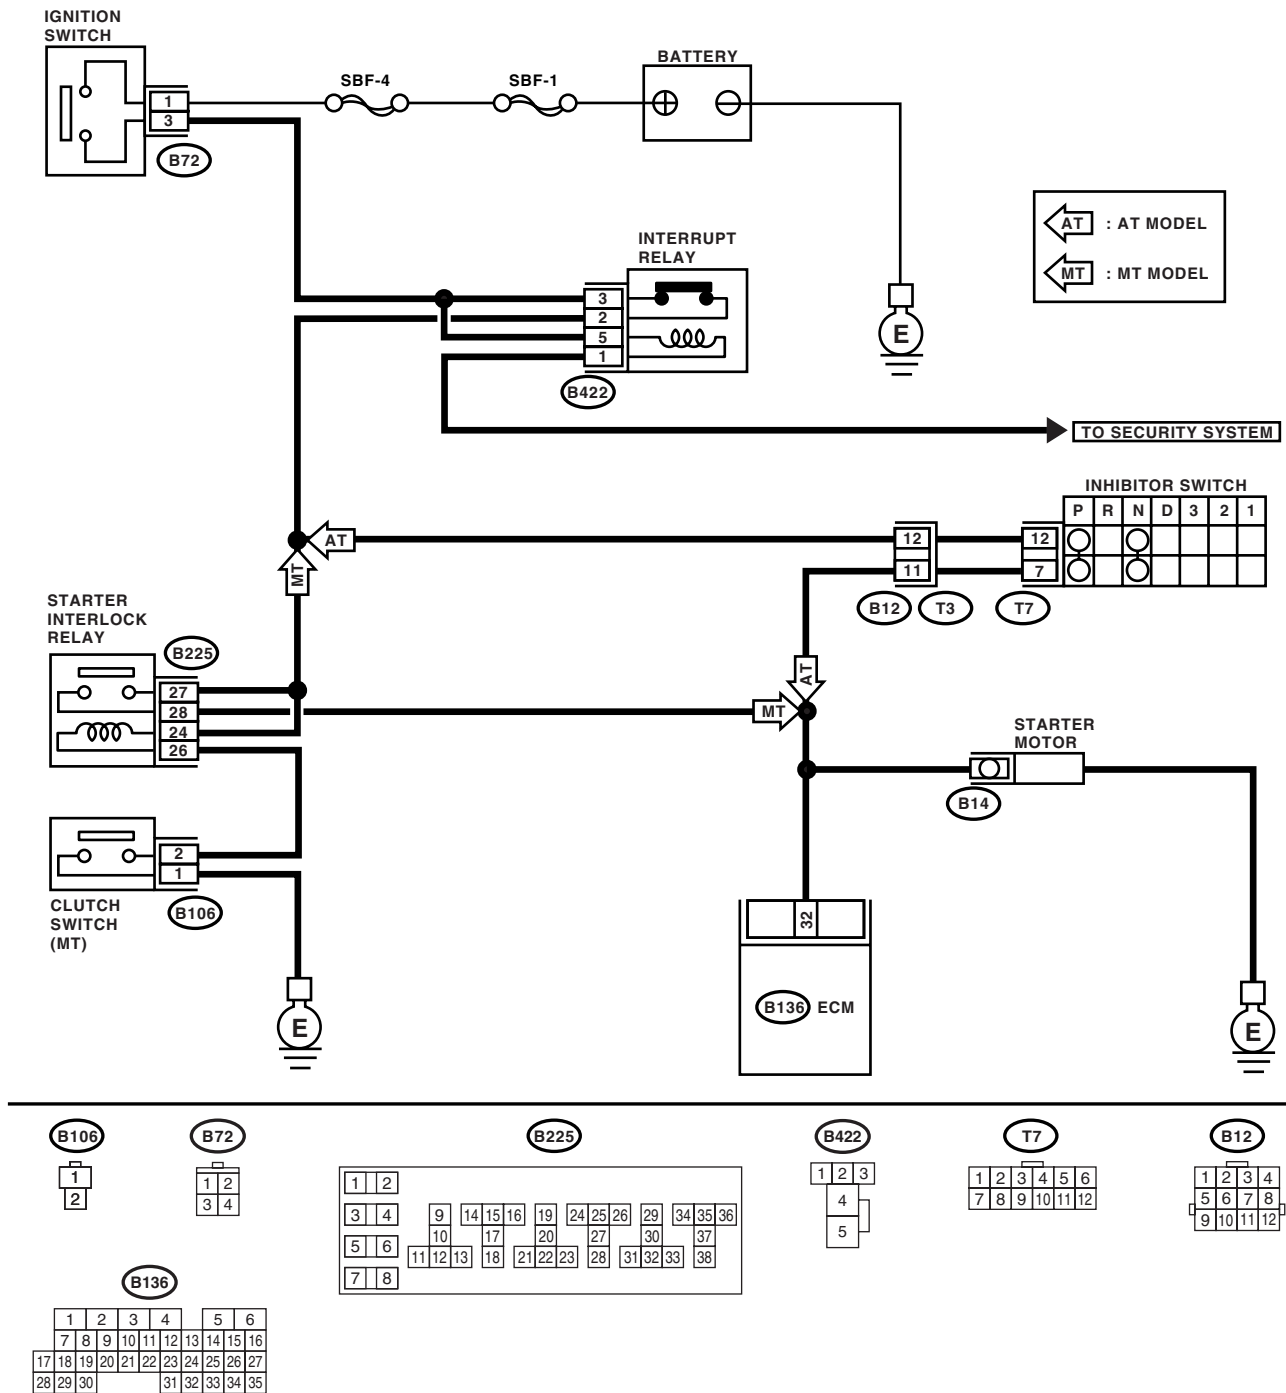 IGNITION
SWITCH
SBF-4
SBF-1
BATTERY
1
3
B72
AT : AT MODEL
MT : MT MODEL
INTERRUPT
RELAY
3
2
5
1
B422
E
TO SECURITY SYSTEM
INHIBITOR SWITCH
P R N D 3 2 1
AT
12
12
11
7
B12
T3
T7
MT
STARTER
INTERLOCK
RELAY
B225
27
28
24
26
AT
MT
STARTER
MOTOR
B14
2
1
B106
CLUTCH
SWITCH
(MT)
32
B136 ECM
E
E
B106
1
2
B72
1 2
3 4
B225
1 2
3 4
5 6
7 8
9 14 15 16 19 24 25 26 29 34 35 36
10 17 20 27 30 37
11 12 13 18 21 22 23 28 31 32 33 38
B422
1 2 3
4
5
T7
1 2 3 4 5 6
7 8 9 10 11 12
B12
1 2 3 4
5 6 7 8
9 10 11 12
B136
1 2 3 4 5 6
7 8 9 10 11 12 13 14 15 16
17 18 19 20 21 22 23 24 25 26 27
28 29 30 31 32 33 34 35